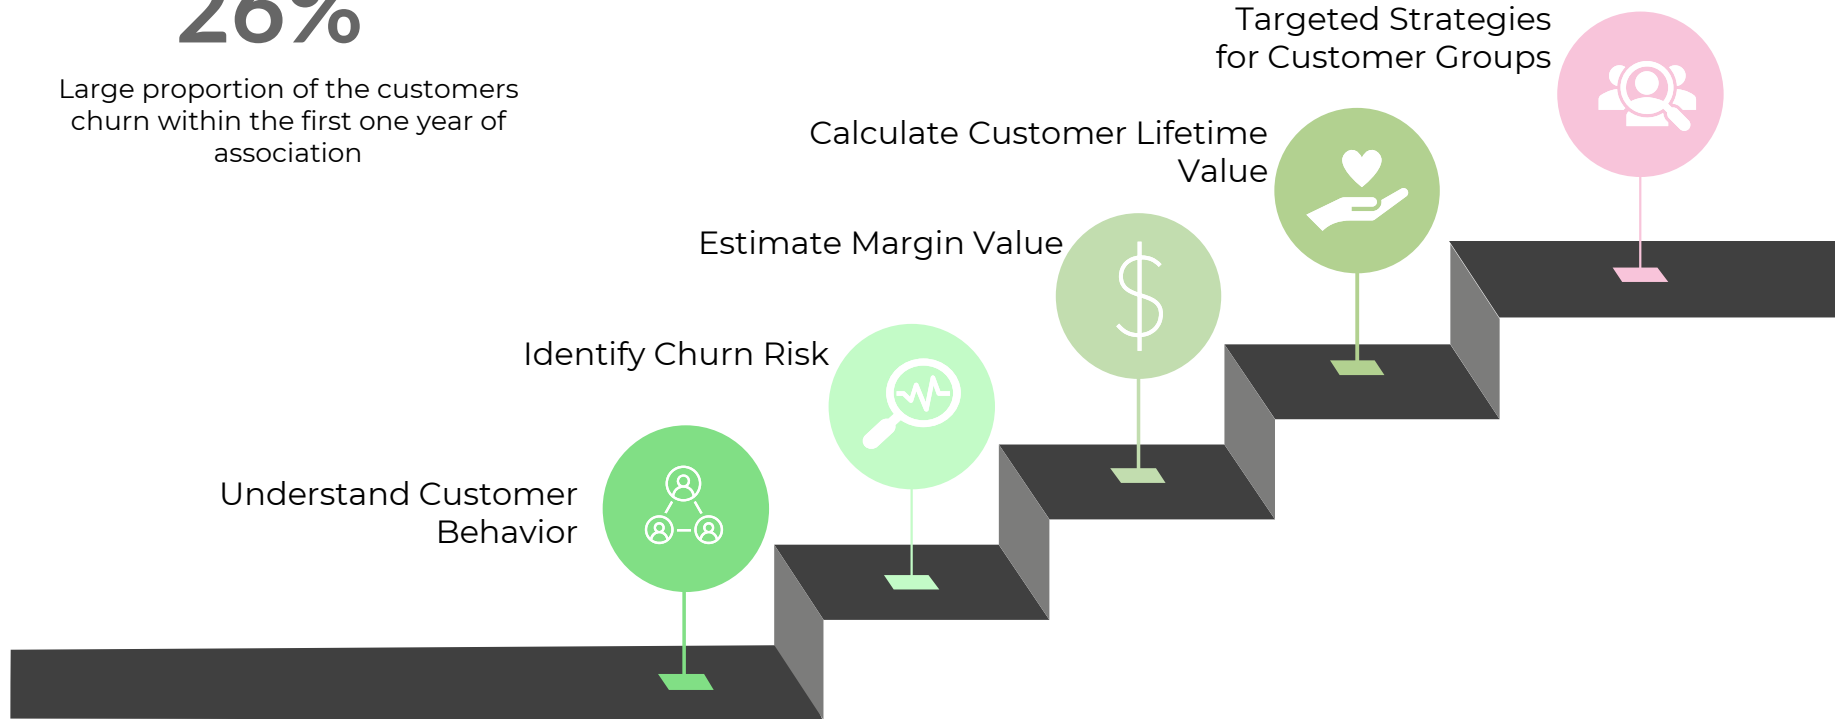 26%
Large proportion of the customers
churn within the first one year of
association
Targeted Strategies
for Customer Groups
Calculate Customer Lifetime
Value
Estimate Margin Value
Identify Churn Risk
Understand Customer
Behavior